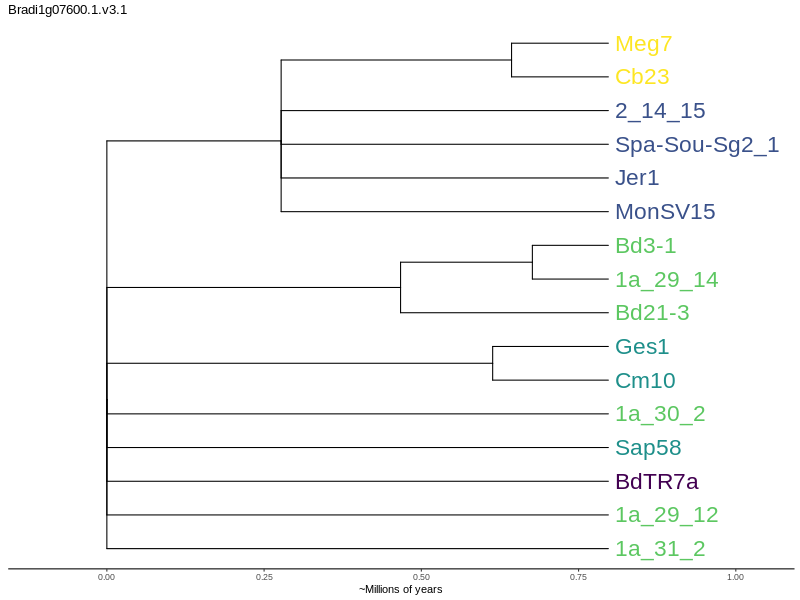 Bradi1g07600.1.v3.1
Meg7
Cb23
2_14_15
Spa-Sou-Sg2_1
Jer1
MonSV15
Bd3-1
1a_29_14
Bd21-3
Ges1
Cm10
1a_30_2
Sap58
BdTR7a
1a_29_12
1a_31_2
0.00 0.25 0.50 0.75 1.00
~Millions of years